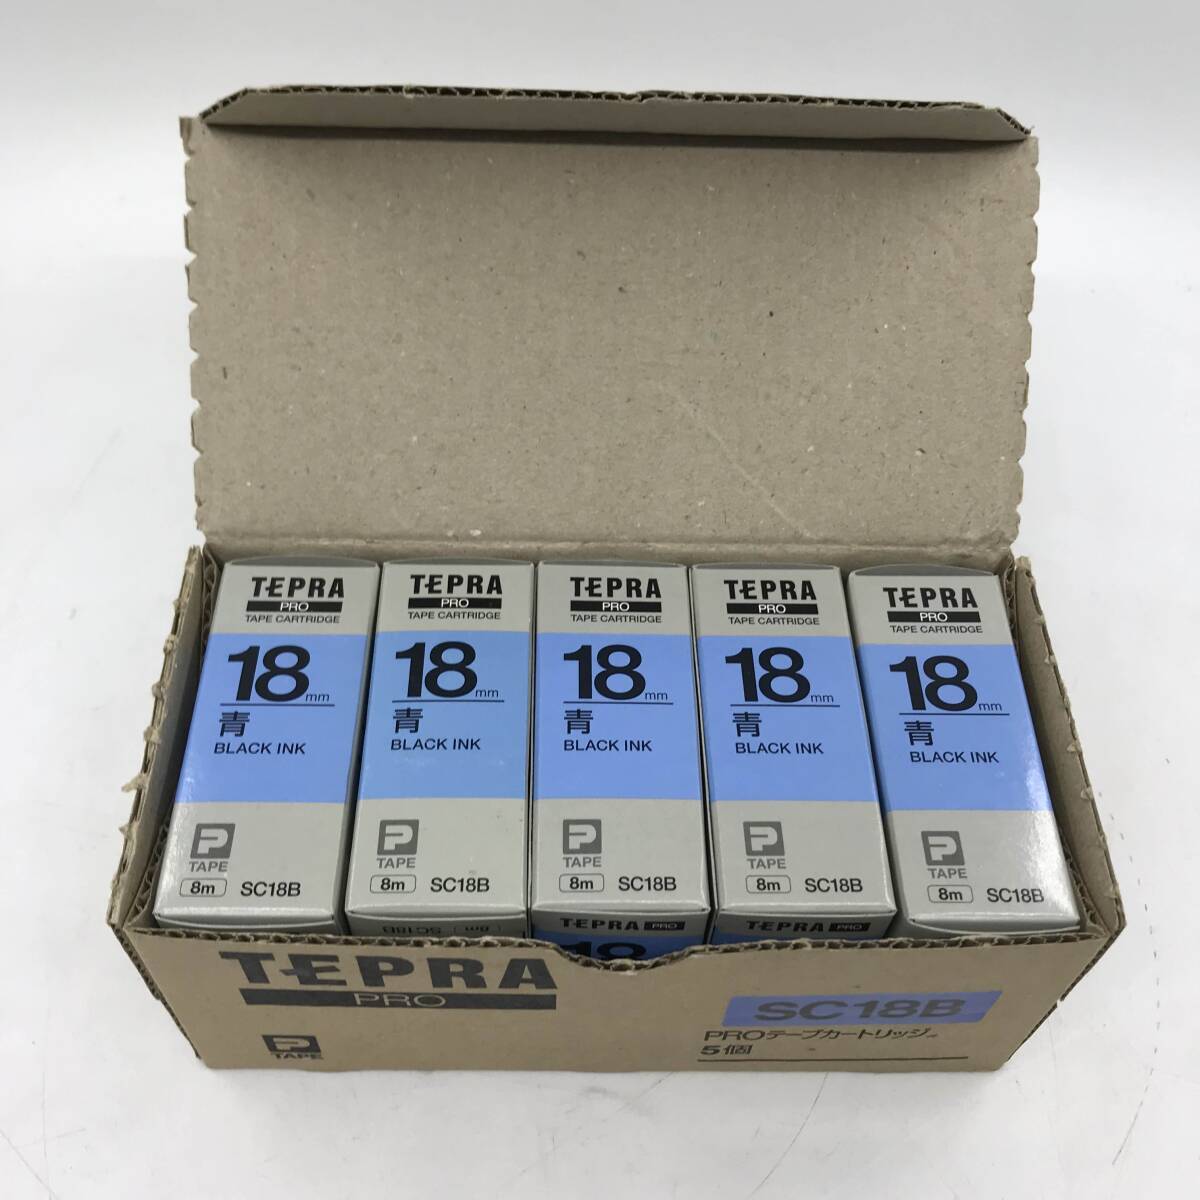 TEPRA
PRO
TAPE CARTRIDGE
18mm
青
BLACK INK
P
TAPE
8m SC18B
TEPRA
PRO
TAPE CARTRIDGE
18mm
青
BLACK INK
P
TAPE
8m SC18B
8m SC18B
TEPRA
PRO
TAPE CARTRIDGE
18mm
青
BLACK INK
P
TAPE
8m SC18B
TEPRA PRO
18
TEPRA
PRO
TAPE CARTRIDGE
18mm
青
BLACK INK
P
TAPE
8m SC18B
TEPRA PRO
TEPRA
PRO
TAPE CARTRIDGE
18mm
青
BLACK INK
P
TAPE
8m SC18B
TEPRA
PRO
P
TAPE
SC18B
PROテープカートリッジ
5個